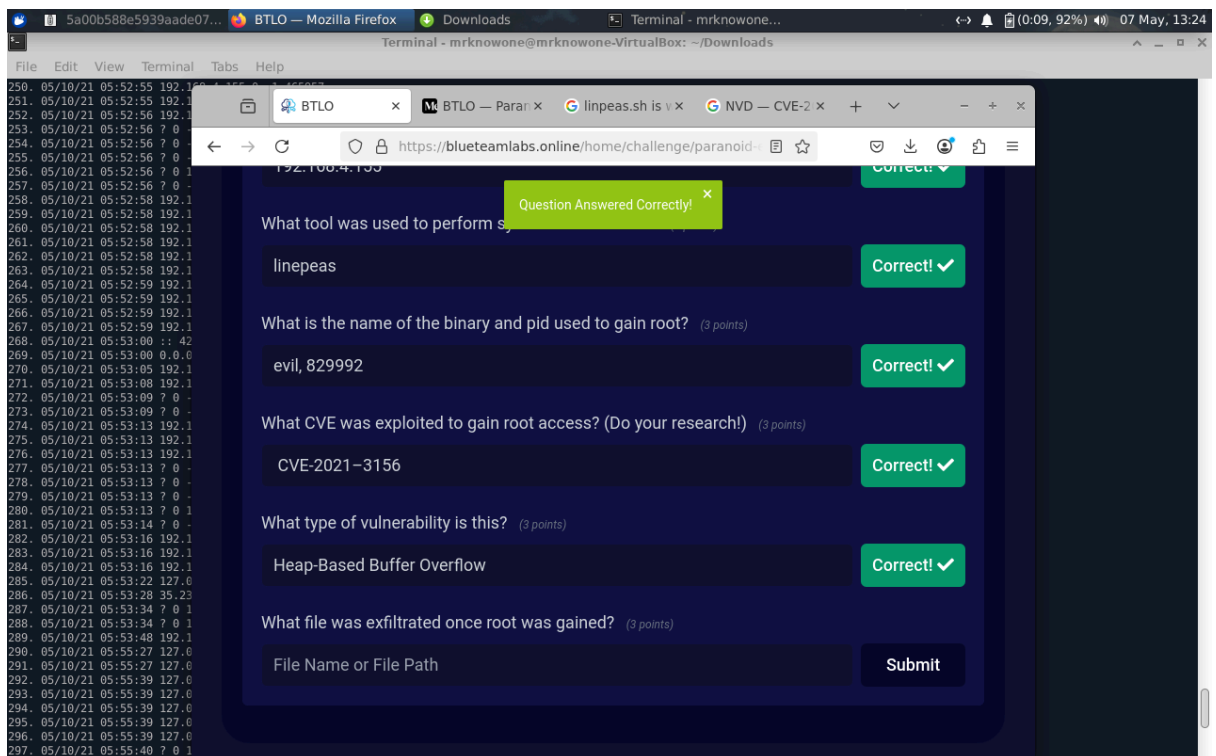 5a00b588e5939aade07... BTLO — Mozilla Firefox Downloads Terminal - mrknowone... (0:09, 92%) 07 May, 13:24
Terminal - mrknowone@mrknowone-VirtualBox: ~/Downloads
File Edit View Terminal Tabs Help
250. 05/10/21 05:52:55
251. 05/10/21 05:52:55 192.1
252. 05/10/21 05:52:56 192.1
253. 05/10/21 05:52:56 ? 0 -
254. 05/10/21 05:52:56 ? 0 -
255. 05/10/21 05:52:56 ? 0 -
256. 05/10/21 05:52:56 ? 0 1
257. 05/10/21 05:52:56 ? 0 -
258. 05/10/21 05:52:58 192.1
259. 05/10/21 05:52:58 192.1
260. 05/10/21 05:52:58 192.1
261. 05/10/21 05:52:58 192.1
262. 05/10/21 05:52:58 192.1
263. 05/10/21 05:52:58 192.1
264. 05/10/21 05:52:59 192.1
265. 05/10/21 05:52:59 192.1
266. 05/10/21 05:52:59 192.1
267. 05/10/21 05:52:59 192.1
268. 05/10/21 05:53:00 :: 42
269. 05/10/21 05:53:00 0.0.0
270. 05/10/21 05:53:05 192.1
271. 05/10/21 05:53:08 192.1
272. 05/10/21 05:53:09 ? 0 -
273. 05/10/21 05:53:09 ? 0 -
274. 05/10/21 05:53:13 192.1
275. 05/10/21 05:53:13 192.1
276. 05/10/21 05:53:13 192.1
277. 05/10/21 05:53:13 ? 0 -
278. 05/10/21 05:53:13 ? 0 -
279. 05/10/21 05:53:13 ? 0 -
280. 05/10/21 05:53:13 ? 0 1
281. 05/10/21 05:53:14 ? 0 -
282. 05/10/21 05:53:16 192.1
283. 05/10/21 05:53:16 192.1
284. 05/10/21 05:53:16 192.1
285. 05/10/21 05:53:22 127.0
286. 05/10/21 05:53:28 35.23
287. 05/10/21 05:53:34 ? 0 1
288. 05/10/21 05:53:34 ? 0 1
289. 05/10/21 05:53:48 192.1
290. 05/10/21 05:55:27 127.0
291. 05/10/21 05:55:27 127.0
292. 05/10/21 05:55:39 127.0
293. 05/10/21 05:55:39 127.0
294. 05/10/21 05:55:39 127.0
295. 05/10/21 05:55:39 127.0
296. 05/10/21 05:55:39 127.0
297. 05/10/21 05:55:40 ? 0 1
BTLO BTLO — Paran linpeas.sh is NVD — CVE-2
https://blueteamlabs.online/home/challenge/paranoid-
192.168.4.155 Correct!
Question Answered Correctly!
What tool was used to perform
linepeas Correct!
What is the name of the binary and pid used to gain root? (3 points)
evil, 829992 Correct!
What CVE was exploited to gain root access? (Do your research!) (3 points)
CVE-2021–3156 Correct!
What type of vulnerability is this? (3 points)
Heap-Based Buffer Overflow Correct!
What file was exfiltrated once root was gained? (3 points)
File Name or File Path Submit